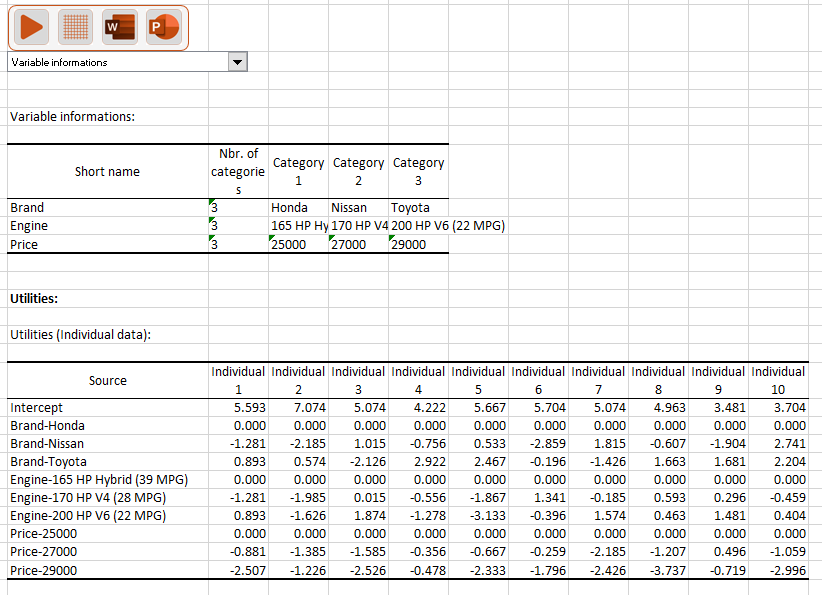 W P
Variable informations
Variable informations:
Short name Nbr. of categorie s Category 1 Category 2 Category 3
Brand 3 Honda Nissan Toyota
Engine 3 165 HP Hy 170 HP V4 200 HP V6 (22 MPG)
Price 3 25000 27000 29000
Utilities:
Utilities (Individual data):
Source Individual 1 Individual 2 Individual 3 Individual 4 Individual 5 Individual 6 Individual 7 Individual 8 Individual 9 Individual 10
Intercept 5.593 7.074 5.074 4.222 5.667 5.704 5.074 4.963 3.481 3.704
Brand-Honda 0.000 0.000 0.000 0.000 0.000 0.000 0.000 0.000 0.000 0.000
Brand-Nissan -1.281 -2.185 1.015 -0.756 0.533 -2.859 1.815 -0.607 -1.904 2.741
Brand-Toyota 0.893 0.574 -2.126 2.922 2.467 -0.196 -1.426 1.663 1.681 2.204
Engine-165 HP Hybrid (39 MPG) 0.000 0.000 0.000 0.000 0.000 0.000 0.000 0.000 0.000 0.000
Engine-170 HP V4 (28 MPG) -1.281 -1.985 0.015 -0.556 -1.867 1.341 -0.185 0.593 0.296 -0.459
Engine-200 HP V6 (22 MPG) 0.893 -1.626 1.874 -1.278 -3.133 -0.396 1.574 0.463 1.481 0.404
Price-25000 0.000 0.000 0.000 0.000 0.000 0.000 0.000 0.000 0.000 0.000
Price-27000 -0.881 -1.385 -1.585 -0.356 -0.667 -0.259 -2.185 -1.207 0.496 -1.059
Price-29000 -2.507 -1.226 -2.526 -0.478 -2.333 -1.796 -2.426 -3.737 -0.719 -2.996